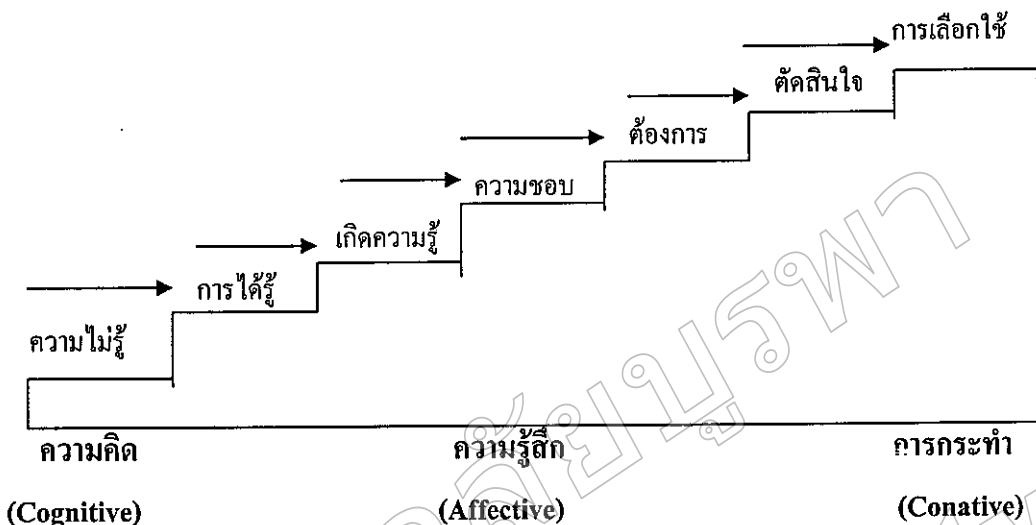 การเลือกใช้
ตัดสินใจ
ต้องการ
ความชอบ
เกิดความรู้
การได้รู้
ความไม่รู้
ความคิด ความรู้สึก การกระทำ
(Cognitive) (Affective) (Conative)